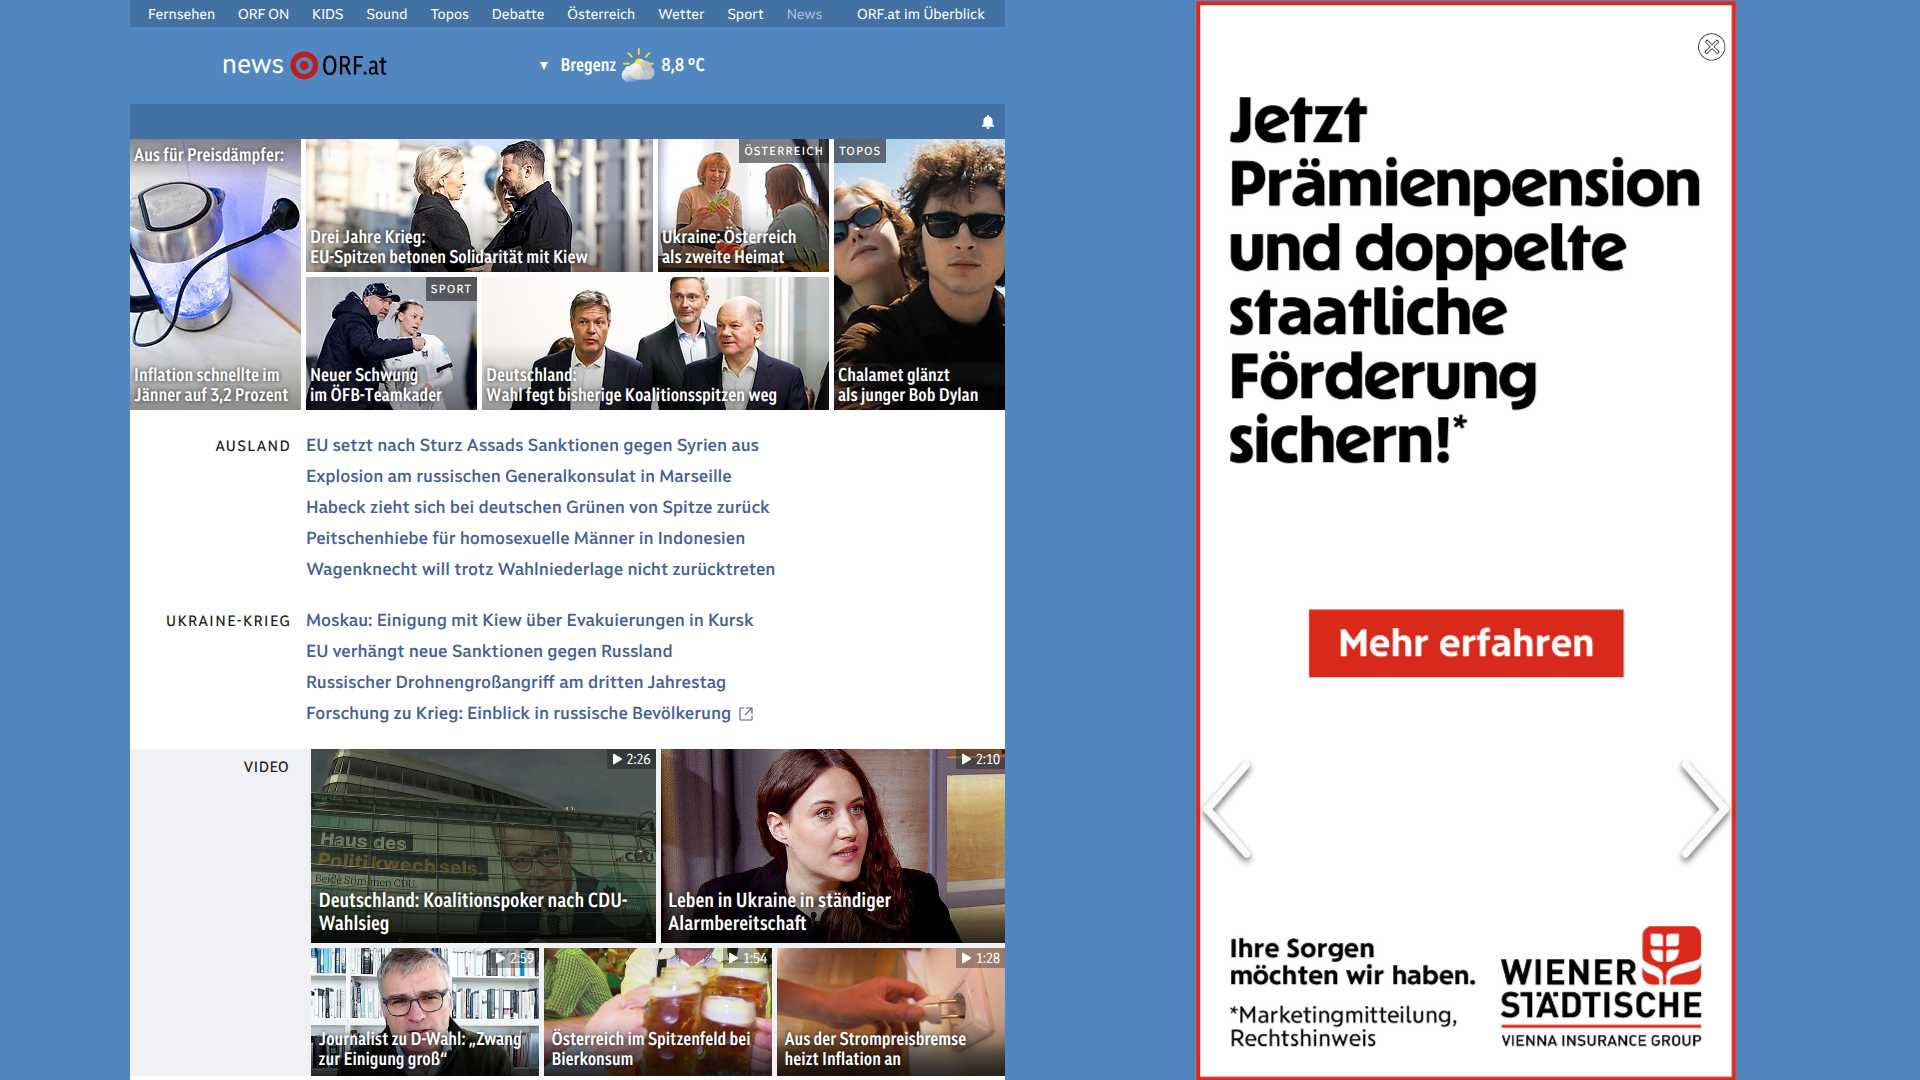 Fernsehen ORF ON KIDS Sound Topos Debatte Österreich Wetter Sport News ORF.at im Überblick
news ORF.at
Bregenz 8,8 °C
Aus für Preisdämpfer:
Inflation schnellte im
Jänner auf 3,2 Prozent
Drei Jahre Krieg:
EU-Spitzen betonen Solidarität mit Kiew
ÖSTERREICH
Ukraine: Österreich
als zweite Heimat
TOPOS
Chalamet glänzt
als junger Bob Dylan
SPORT
Neuer Schwung
im ÖFB-Teamkader
Deutschland:
Wahl fegt bisherige Koalitionsspitzen weg
AUSLAND
EU setzt nach Sturz Assads Sanktionen gegen Syrien aus
Explosion am russischen Generalkonsulat in Marseille
Habeck zieht sich bei deutschen Grünen von Spitze zurück
Peitschenhiebe für homosexuelle Männer in Indonesien
Wagenknecht will trotz Wahlniederlage nicht zurücktreten
UKRAINE-KRIEG
Moskau: Einigung mit Kiew über Evakuierungen in Kursk
EU verhängt neue Sanktionen gegen Russland
Russischer Drohnengroßangriff am dritten Jahrestag
Forschung zu Krieg: Einblick in russische Bevölkerung
VIDEO
2:26
Haus des
Politikwechsels
Beide Stimmen CDU.
CDU
Deutschland: Koalitionspoker nach CDU-
Wahlsieg
2:10
Leben in Ukraine in ständiger
Alarmbereitschaft
2:59
Journalist zu D-Wahl: „Zwang
zur Einigung groß“
1:54
Österreich im Spitzenfeld bei
Bierkonsum
1:28
Aus der Strompreisbremse
heizt Inflation an
Jetzt
Prämienpension
und doppelte
staatliche
Förderung
sichern!*
Mehr erfahren
Ihre Sorgen
möchten wir haben.
*Marketingmitteilung,
Rechtshinweis
WIENER
STÄDTISCHE
VIENNA INSURANCE GROUP